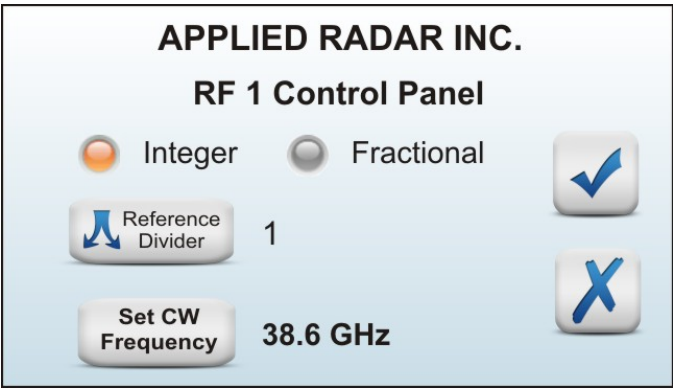 APPLIED RADAR INC.
RF 1 Control Panel
Integer
Fractional
Reference
Divider
1
Set CW
Frequency
38.6 GHz